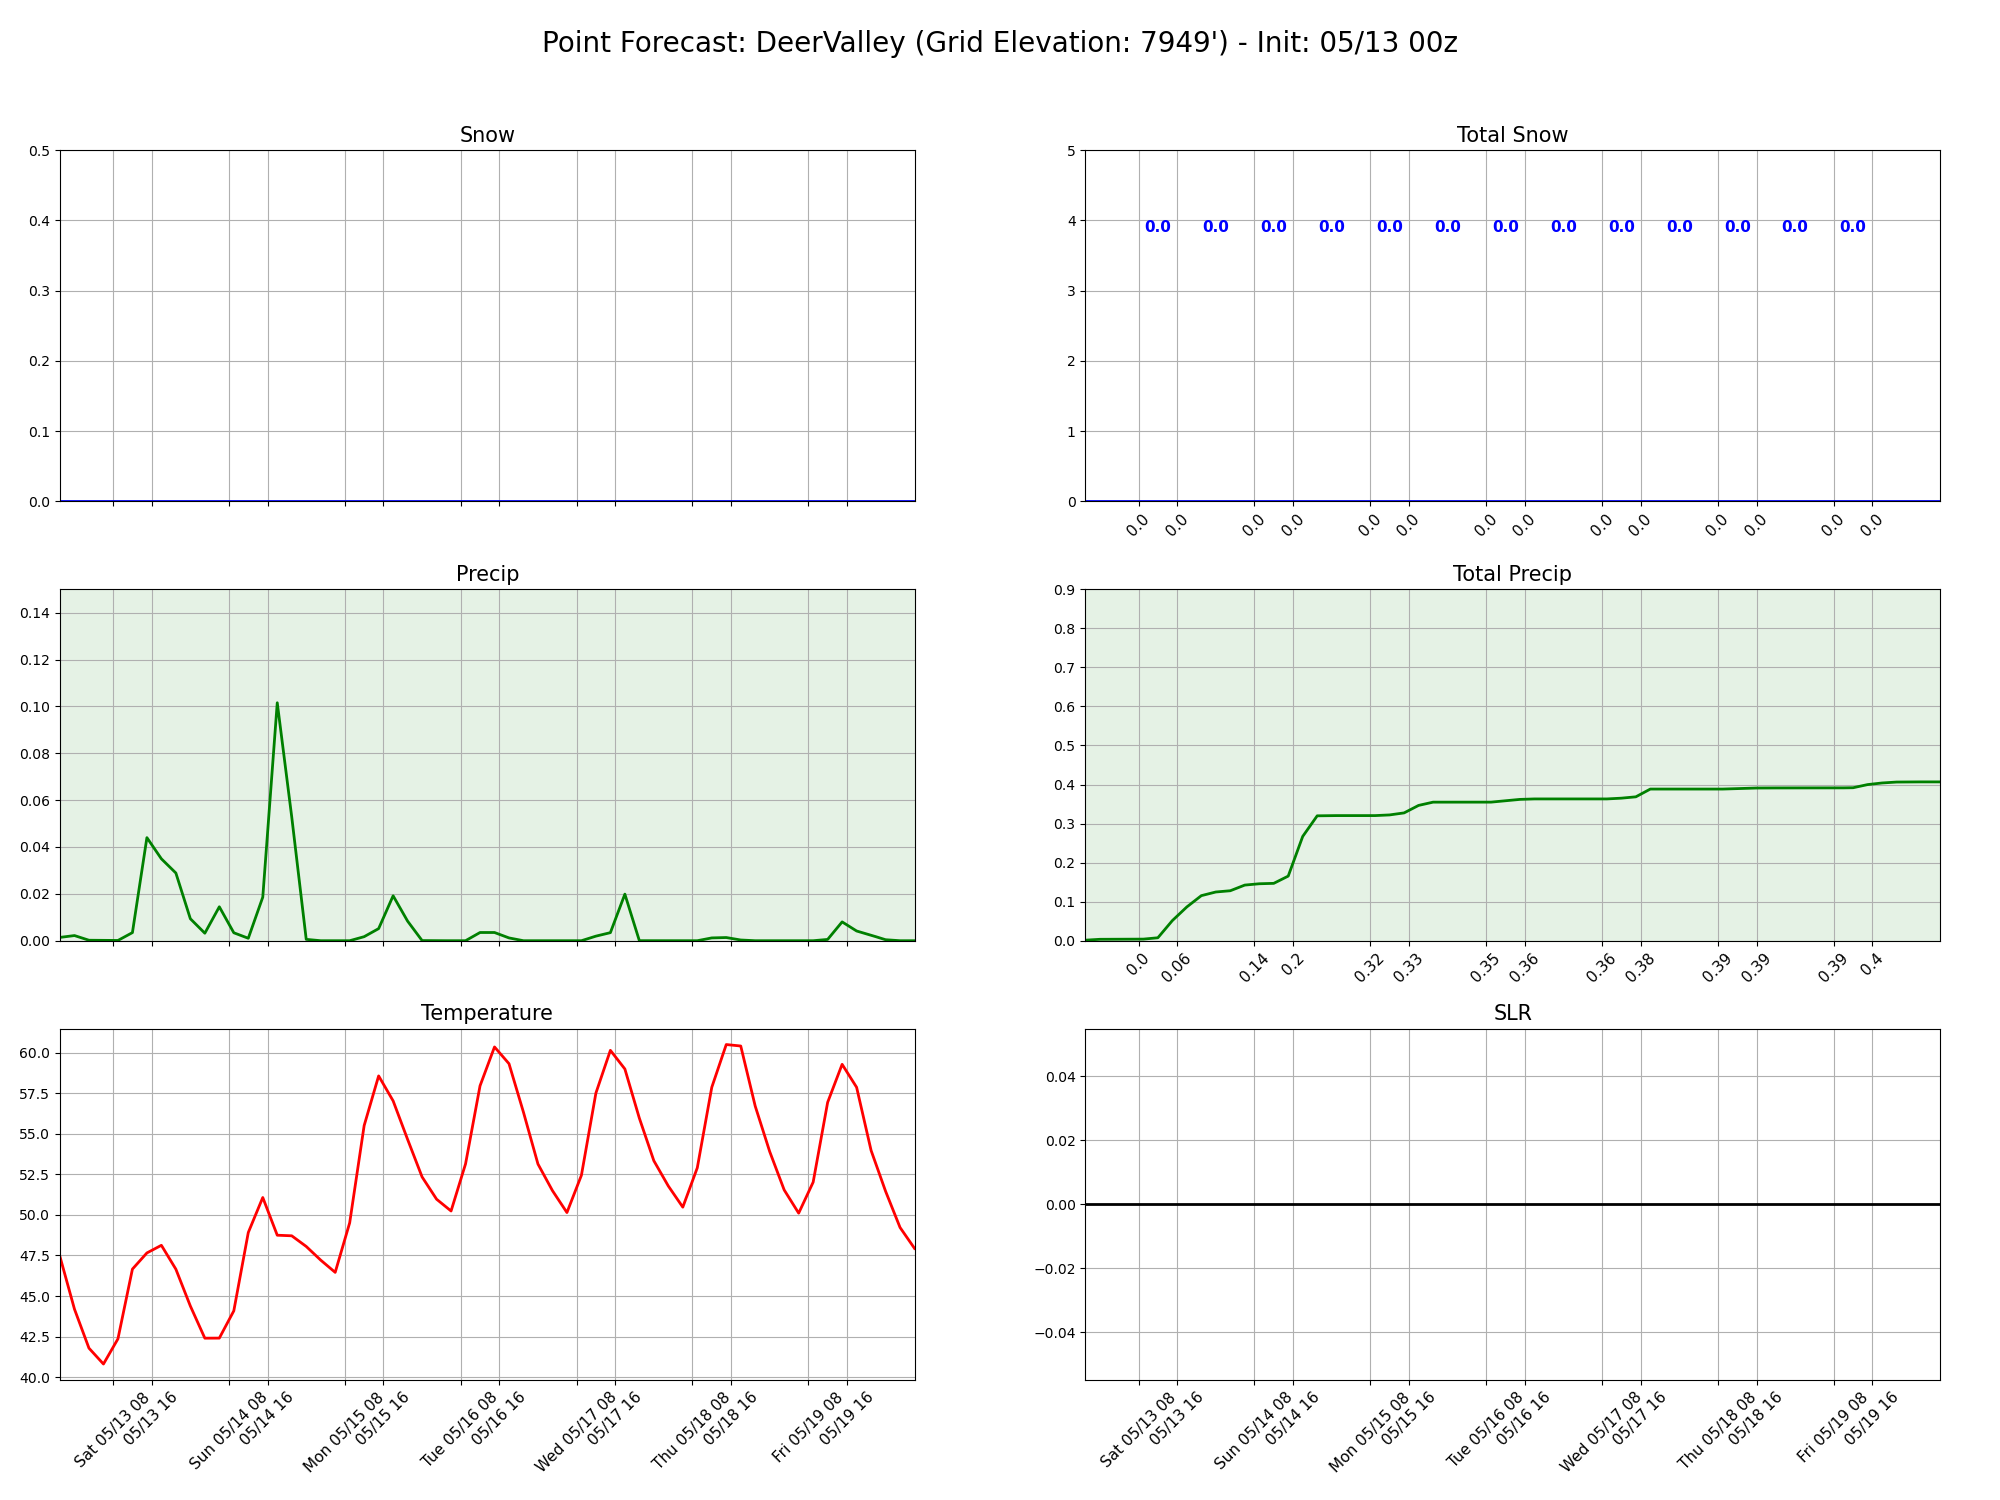 Point Forecast: DeerValley (Grid Elevation: 7949') - Init: 05/13 00z
Snow
0.5
0.4
0.3
0.2
0.1
0.0
Total Snow
5
4
3
2
1
0
0.0 0.0 0.0 0.0 0.0 0.0 0.0 0.0 0.0 0.0 0.0 0.0 0.0
0.0 0.0 0.0 0.0 0.0 0.0 0.0 0.0 0.0 0.0 0.0 0.0 0.0 0.0
Precip
0.14
0.12
0.10
0.08
0.06
0.04
0.02
0.00
Total Precip
0.9
0.8
0.7
0.6
0.5
0.4
0.3
0.2
0.1
0.0
0.0 0.06 0.14 0.2 0.32 0.33 0.35 0.36 0.36 0.38 0.39 0.39 0.39 0.4
Temperature
60.0
57.5
55.0
52.5
50.0
47.5
45.0
42.5
40.0
Sat 05/13 08
05/13 16
Sun 05/14 08
05/14 16
Mon 05/15 08
05/15 16
Tue 05/16 08
05/16 16
Wed 05/17 08
05/17 16
Thu 05/18 08
05/18 16
Fri 05/19 08
05/19 16
SLR
0.04
0.02
0.00
−0.02
−0.04
Sat 05/13 08
05/13 16
Sun 05/14 08
05/14 16
Mon 05/15 08
05/15 16
Tue 05/16 08
05/16 16
Wed 05/17 08
05/17 16
Thu 05/18 08
05/18 16
Fri 05/19 08
05/19 16